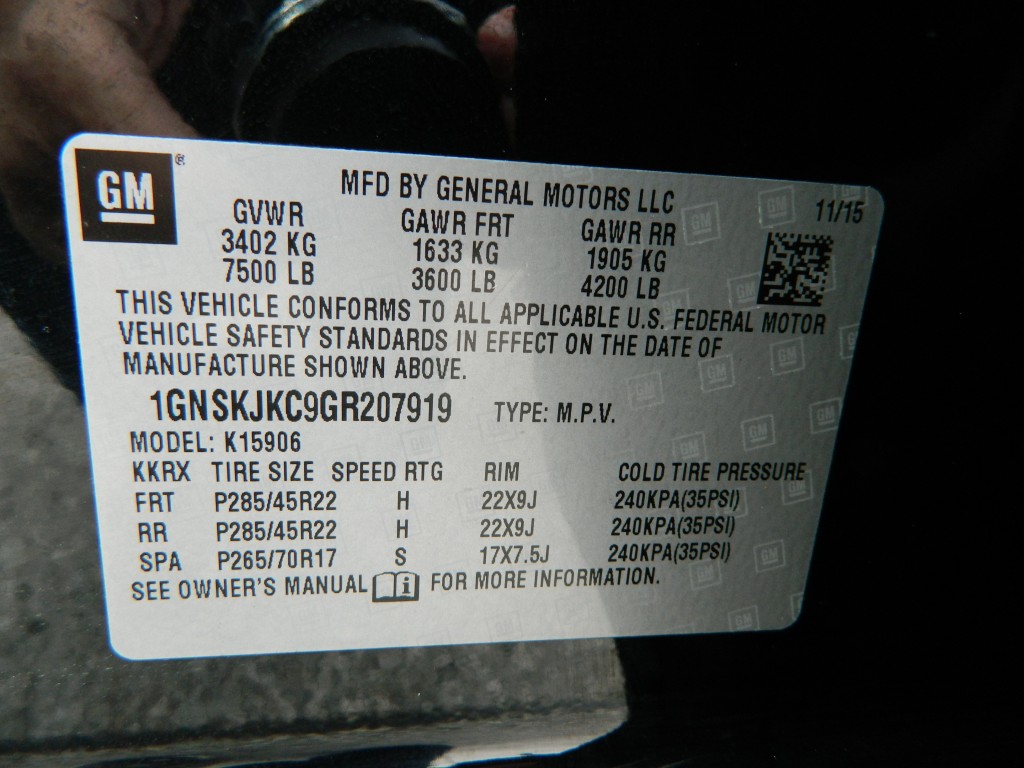 GM ®
MFD BY GENERAL MOTORS LLC
11/15
GVWR GAWR FRT GAWR RR
3402 KG 1633 KG 1905 KG
7500 LB 3600 LB 4200 LB
THIS VEHICLE CONFORMS TO ALL APPLICABLE U.S. FEDERAL MOTOR
VEHICLE SAFETY STANDARDS IN EFFECT ON THE DATE OF
MANUFACTURE SHOWN ABOVE.
1GNSKJKC9GR207919 TYPE: M.P.V.
MODEL: K15906
KKRX TIRE SIZE SPEED RTG RIM COLD TIRE PRESSURE
FRT P285/45R22 H 22X9J 240KPA(35PSI)
RR P285/45R22 H 22X9J 240KPA(35PSI)
SPA P265/70R17 S 17X7.5J 240KPA(35PSI)
SEE OWNER'S MANUAL i FOR MORE INFORMATION.